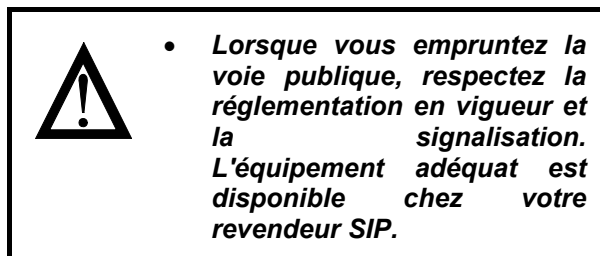 • Lorsque vous empruntez la
voie publique, respectez la
réglementation en vigueur et
la signalisation.
L'équipement adéquat est
disponible chez votre
revendeur SIP.